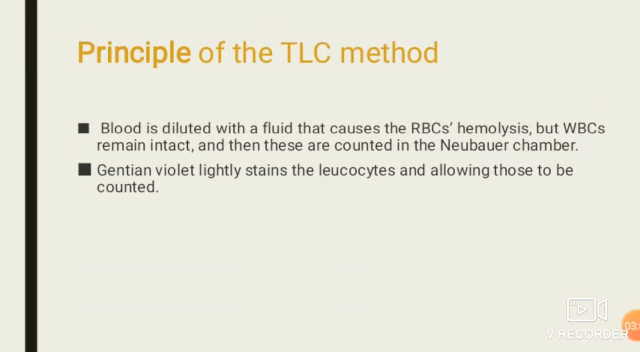 Principle of the TLC method
■ Blood is diluted with a fluid that causes the RBCs’ hemolysis, but WBCs
remain intact, and then these are counted in the Neubauer chamber.
■ Gentian violet lightly stains the leucocytes and allowing those to be
counted.
V RECORDER